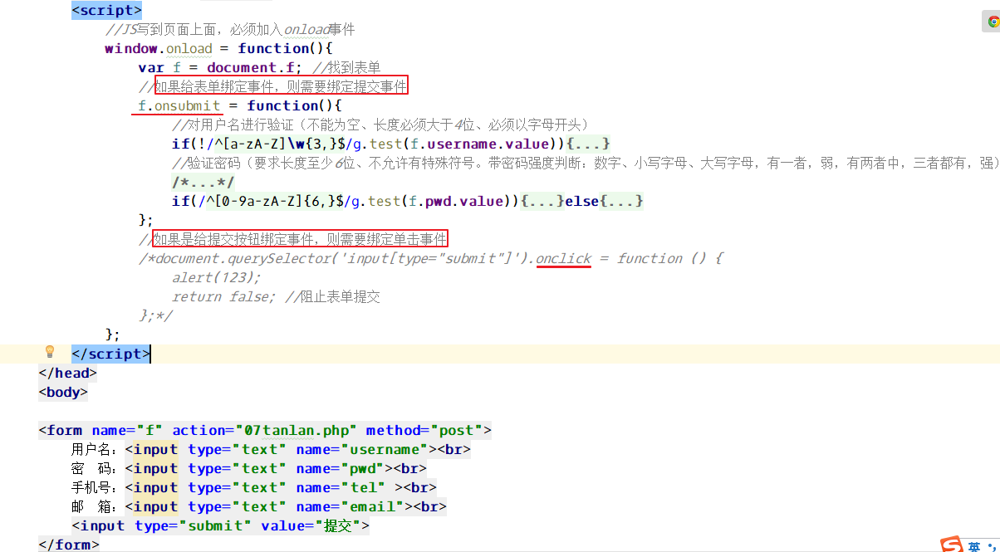 <script>
//JS写到页面上面，必须加入onload事件
window.onload = function(){
var f = document.f; //找到表单
//如果给表单绑定事件，则需要绑定提交事件
f.onsubmit = function(){
//对用户名进行验证（不能为空、长度必须大于4位、必须以字母开头）
if(!/^[a-zA-Z]\w{3,}$/g.test(f.username.value)){...}
//验证密码（要求长度至少6位、不允许有特殊符号。带密码强度判断：数字、小写字母、大写字母，有一者，弱，有两者中，三者都有，强）
/*...*/
if(/^[0-9a-zA-Z]{6,}$/g.test(f.pwd.value)){...}else{...}
};
//如果是给提交按钮绑定事件，则需要绑定单击事件
/*document.querySelector('input[type="submit"]').onclick = function () {
alert(123);
return false; //阻止表单提交
};*/
};
</script>
</head>
<body>
<form name="f" action="07tanlan.php" method="post">
用户名：<input type="text" name="username"><br>
密 码：<input type="text" name="pwd"><br>
手机号：<input type="text" name="tel" ><br>
邮 箱：<input type="text" name="email"><br>
<input type="submit" value="提交">
</form>
S 英